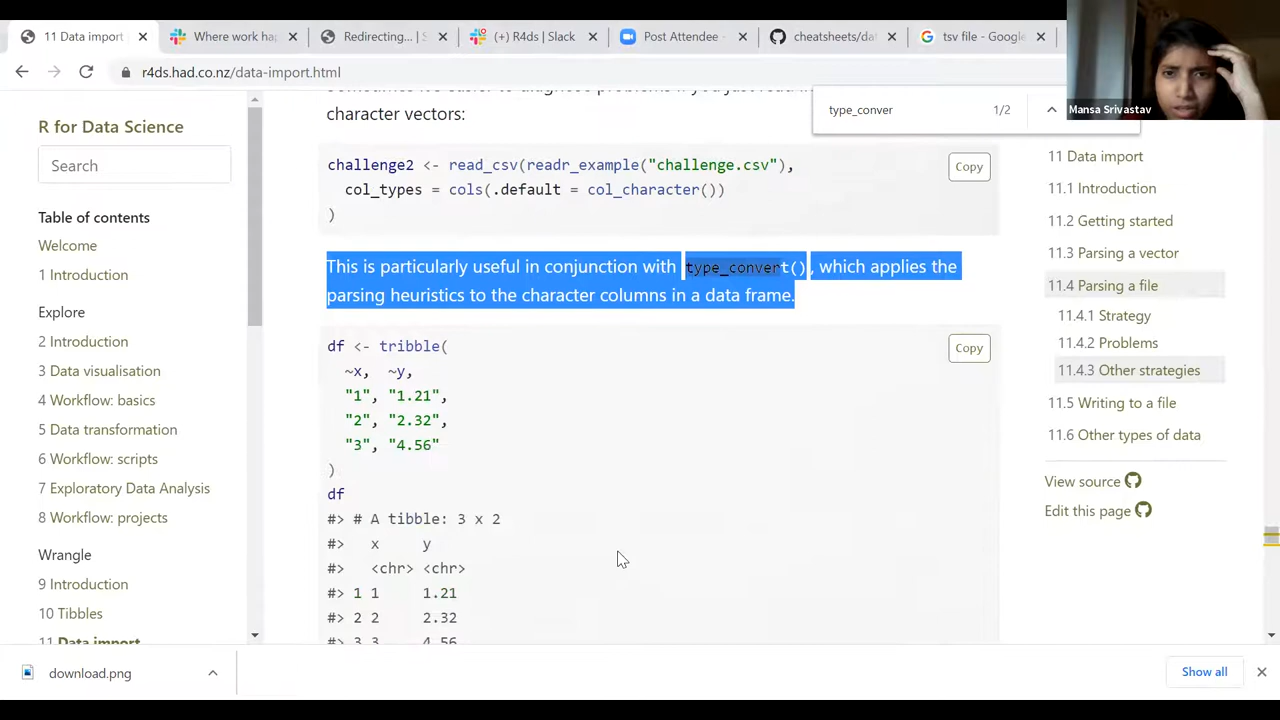 11 Data import
Where work hap
Redirecting... | S
(+) R4ds | Slack
Post Attendee -
cheatsheets/dat
tsv file - Google
r4ds.had.co.nz/data-import.html
type_conver
1/2
Mansa Srivastav
R for Data Science
Search
Table of contents
Welcome
1 Introduction
Explore
2 Introduction
3 Data visualisation
4 Workflow: basics
5 Data transformation
6 Workflow: scripts
7 Exploratory Data Analysis
8 Workflow: projects
Wrangle
9 Introduction
10 Tibbles
11 Data import
character vectors:
challenge2 <- read_csv(readr_example("challenge.csv"),
col_types = cols(.default = col_character())
)
Copy
This is particularly useful in conjunction with type_convert(), which applies the
parsing heuristics to the character columns in a data frame.
df <- tribble(
~x, ~y,
"1", "1.21",
"2", "2.32",
"3", "4.56"
)
df
#> # A tibble: 3 x 2
#> x y
#> <chr> <chr>
#> 1 1 1.21
#> 2 2 2.32
#> 3 3 4.56
Copy
11 Data import
11.1 Introduction
11.2 Getting started
11.3 Parsing a vector
11.4 Parsing a file
11.4.1 Strategy
11.4.2 Problems
11.4.3 Other strategies
11.5 Writing to a file
11.6 Other types of data
View source
Edit this page
download.png
Show all